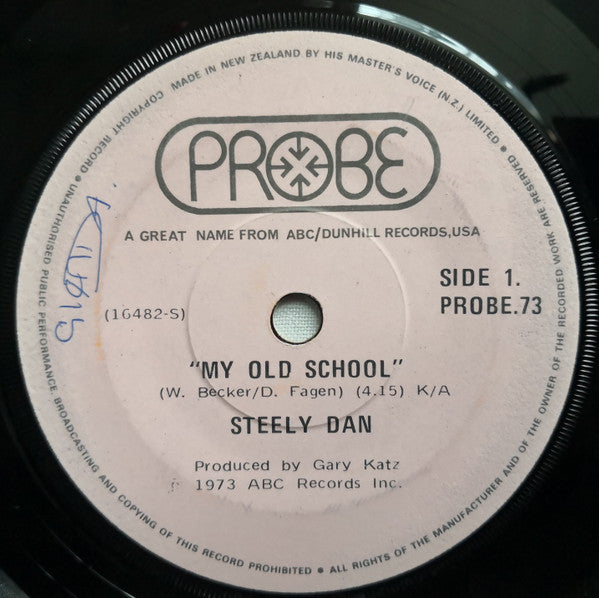 MADE IN NEW ZEALAND BY HIS MASTER'S VOICE (N.Z.) LIMITED • ALL RIGHTS OF THE MANUFACTURER AND OF THE OWNER OF THE RECORDED WORK ARE RESERVED • UNAUTHORISED PUBLIC PERFORMANCE, BROADCASTING AND COPYING OF THIS RECORD PROHIBITED • COPYRIGHT RECORD •
PROBE
A GREAT NAME FROM ABC/DUNHILL RECORDS,USA
SIDE 1.
PROBE.73
(16482-S)
"MY OLD SCHOOL"
(W. Becker/D. Fagen) (4.15) K/A
STEELY DAN
Produced by Gary Katz
1973 ABC Records Inc.